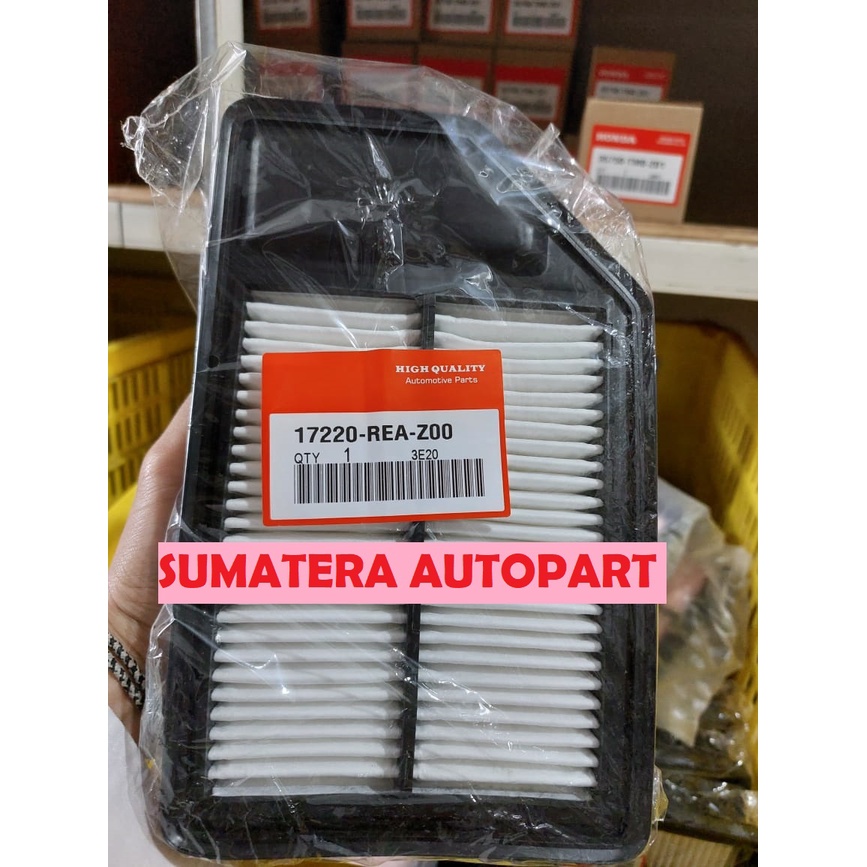 HONDA
HIGH QUALITY
Automotive Parts
17220-REA-Z00
QTY 1 3E20
SUMATERA AUTOPART